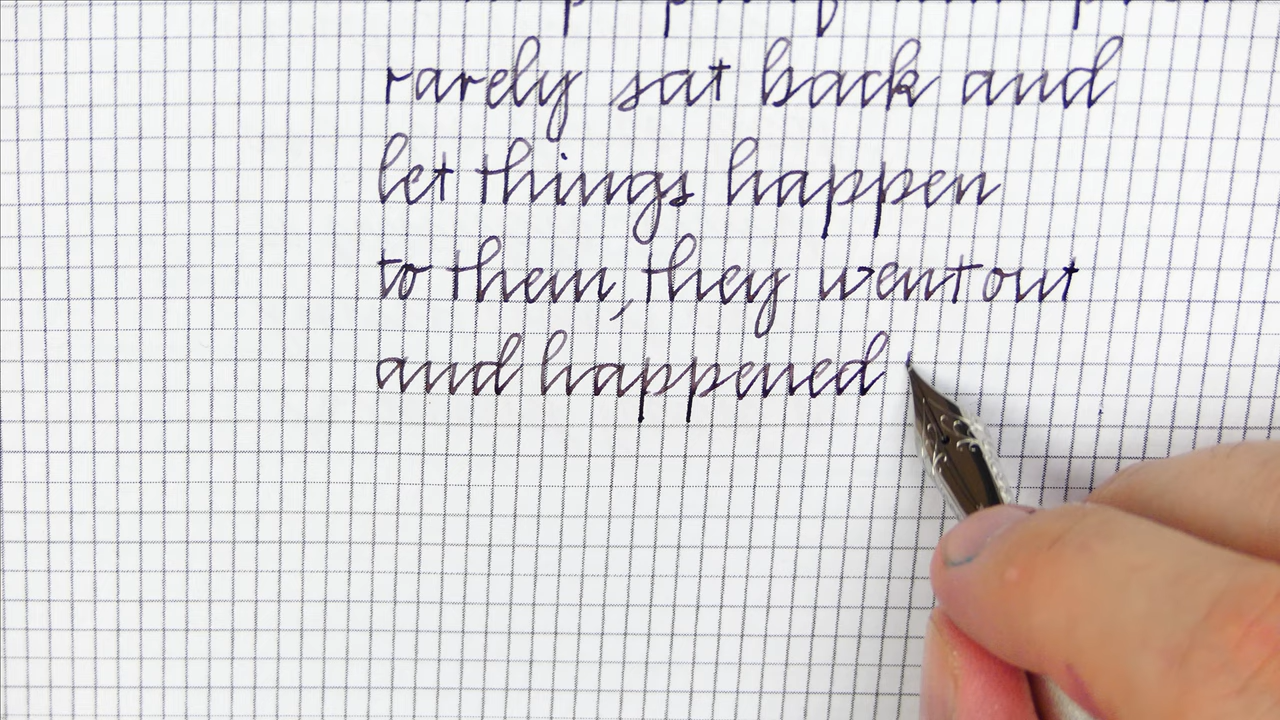 rarely sat back and
let things happen
to them, they went out
and happened